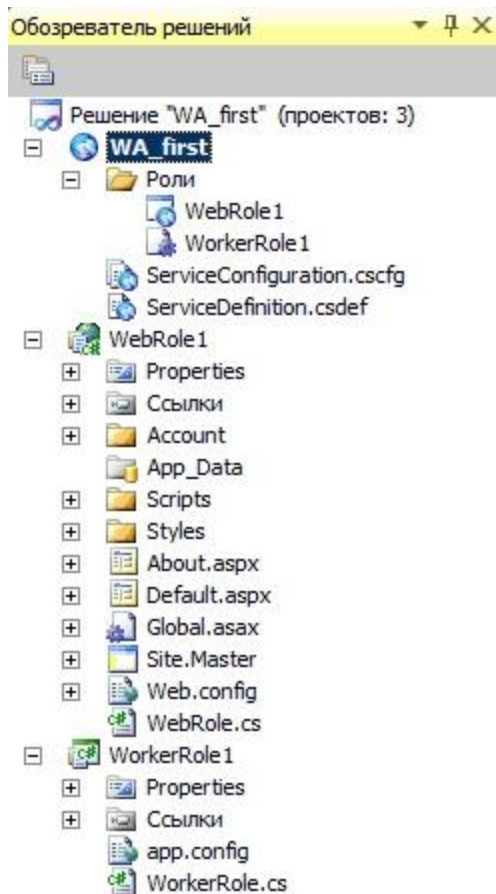 Обозреватель решений
Решение "WA_first" (проектов: 3)
WA_first
Роли
WebRole1
WorkerRole1
ServiceConfiguration.cscfg
ServiceDefinition.csdef
WebRole1
Properties
Ссылки
Account
App_Data
Scripts
Styles
About.aspx
Default.aspx
Global.asax
Site.Master
Web.config
WebRole.cs
WorkerRole1
Properties
Ссылки
app.config
WorkerRole.cs